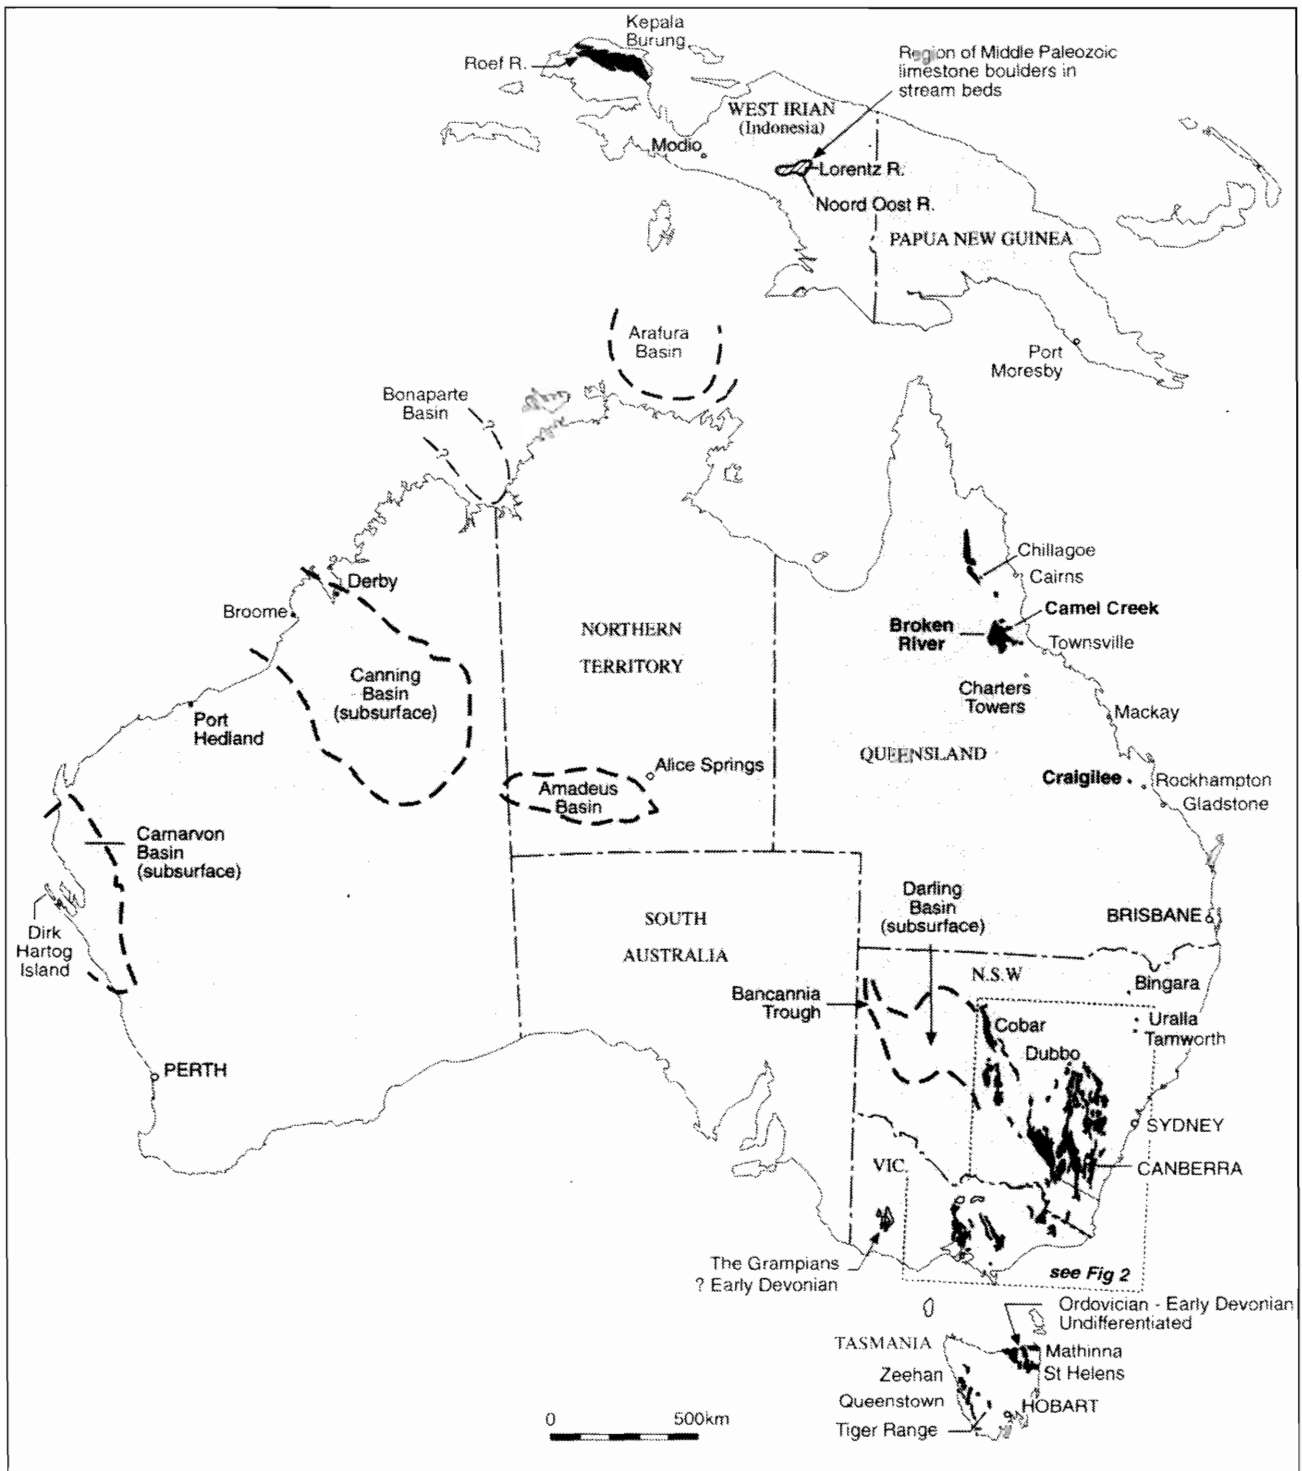 Kepala
Burung
Roef R.
Region of Middle Paleozoic
limestone boulders in
stream beds
WEST IRIAN
(Indonesia)
Modio
Lorentz R.
Noord Oost R.
PAPUA NEW GUINEA
Arafura
Basin
Port
Moresby
Bonaparte
Basin
?
?
Chillagoe
Cairns
Derby
Broome
Camel Creek
Broken
River
Townsville
NORTHERN
TERRITORY
Canning
Basin
(subsurface)
Charters
Towers
Port
Hedland
Mackay
QUEENSLAND
Alice Springs
Amadeus
Basin
Craigilee
Rockhampton
Gladstone
Carnarvon
Basin
(subsurface)
Darling
Basin
(subsurface)
SOUTH
AUSTRALIA
BRISBANE
Dirk
Hartog
Island
N.S.W
Bingara
Bancannia
Trough
Uralla
Tamworth
Cobar
Dubbo
PERTH
SYDNEY
VIC.
CANBERRA
The Grampians
? Early Devonian
see Fig 2
Ordovician - Early Devonian
Undifferentiated
TASMANIA
Mathinna
St Helens
Zeehan
Queenstown
HOBART
Tiger Range
0 500km